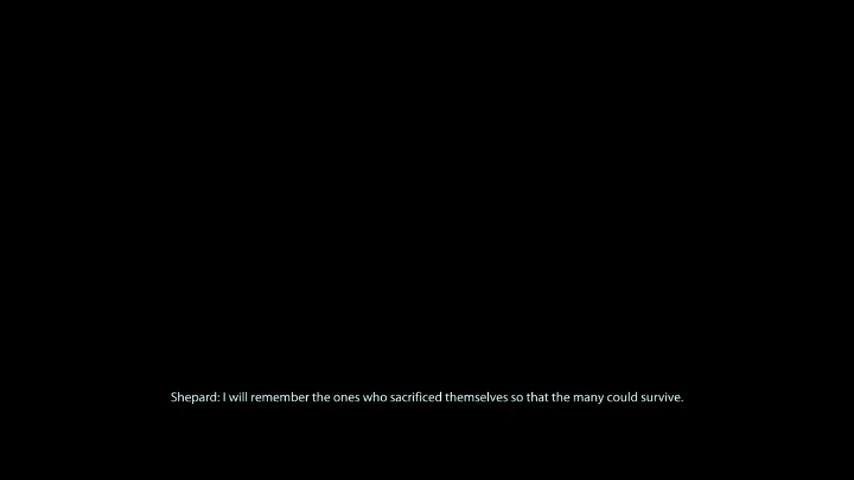 Shepard: I will remember the ones who sacrificed themselves so that the many could survive.